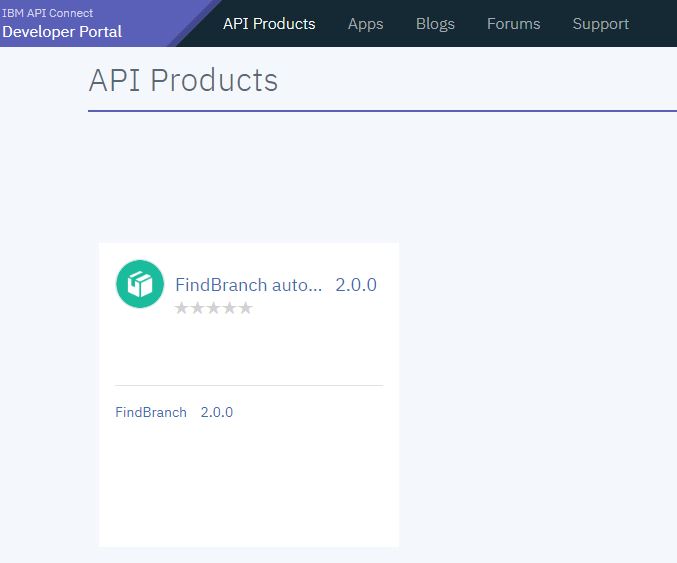 IBM API Connect
Developer Portal
API Products Apps Blogs Forums Support
API Products
FindBranch auto... 2.0.0
FindBranch 2.0.0